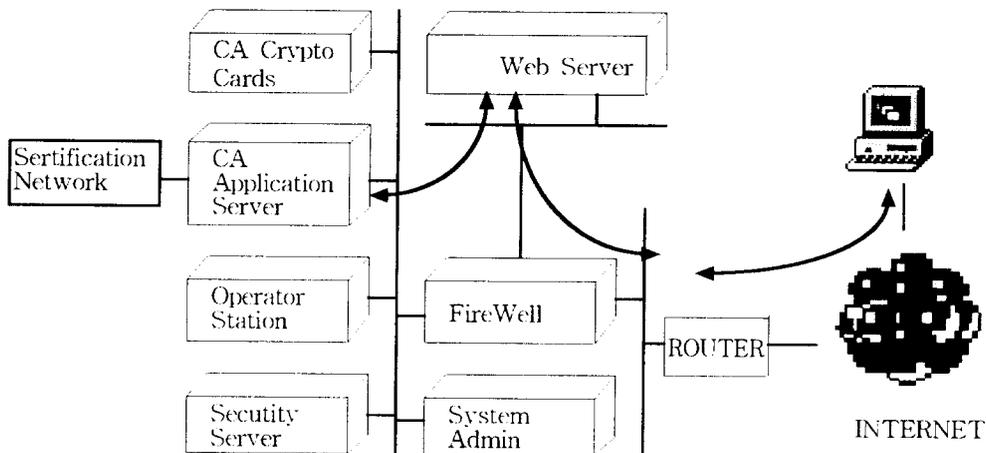 CA Crypto
Cards
Web Server
Sertification
Network
CA
Application
Server
Operator
Station
FireWell
ROUTER
Secutity
Server
System
Admin
INTERNET